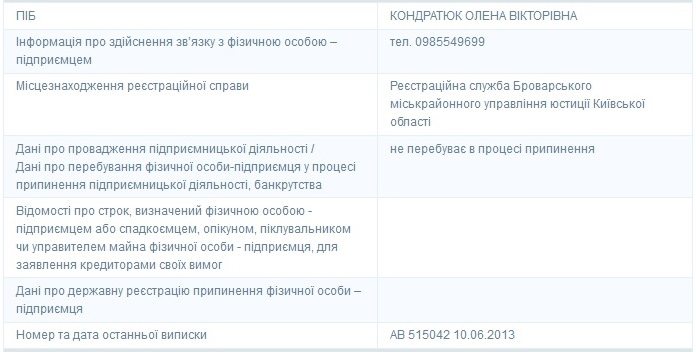 ПІБ КОНДРАТЮК ОЛЕНА ВІКТОРІВНА
Інформація про здійснення зв'язку з фізичною особою – тел. 0985549699
підприємцем
Місцезнаходження реєстраційної справи Реєстраційна служба Броварського
міськрайонного управління юстиції Київської
області
Дані про провадження підприємницької діяльності / не перебуває в процесі припинення
Дані про перебування фізичної особи-підприємця у процесі
припинення підприємницької діяльності, банкрутства
Відомості про строк, визначений фізичною особою -
підприємцем або спадкоємцем, опікуном, піклувальником
чи управителем майна фізичної особи - підприємця, для
заявлення кредиторами своїх вимог
Дані про державну реєстрацію припинення фізичної особи –
підприємця
Номер та дата останньої виписки АВ 515042 10.06.2013